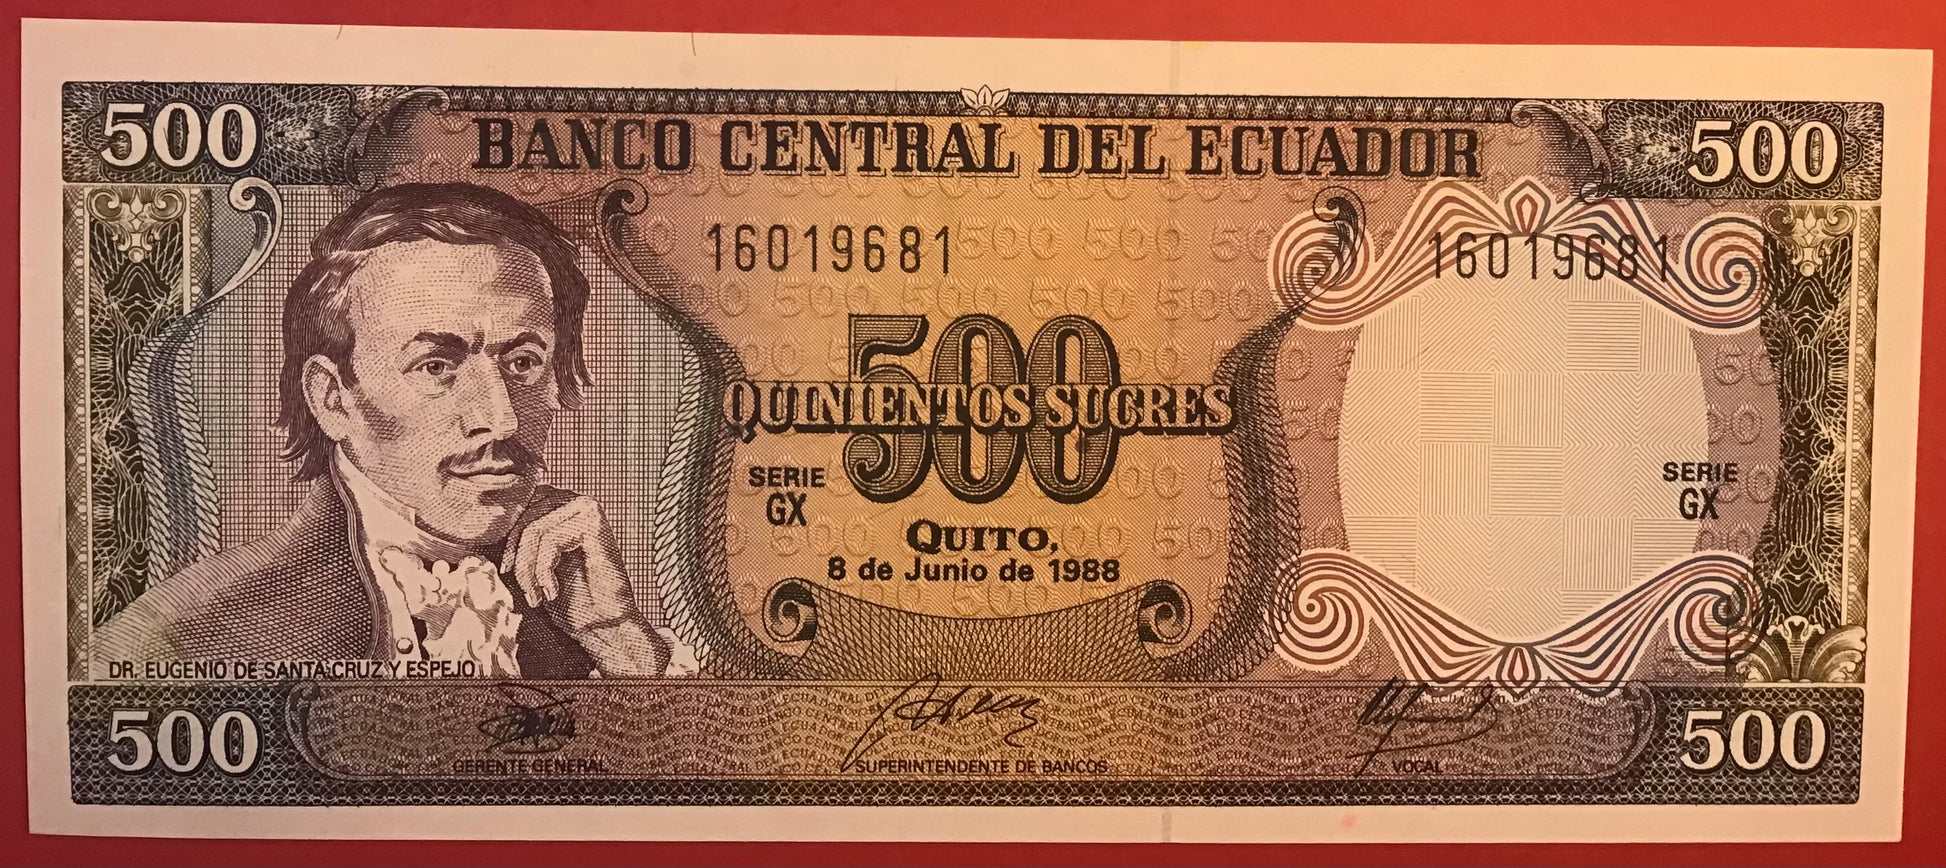 500 500
BANCO CENTRAL DEL ECUADOR
16019681 16019681
500
QUINIENTOS SUCRES
SERIE SERIE
GX GX
QUITO,
8 de Junio de 1988
DR. EUGENIO DE SANTA CRUZ Y ESPEJO
500 500
GERENTE GENERAL SUPERINTENDENTE DE BANCOS VOCAL